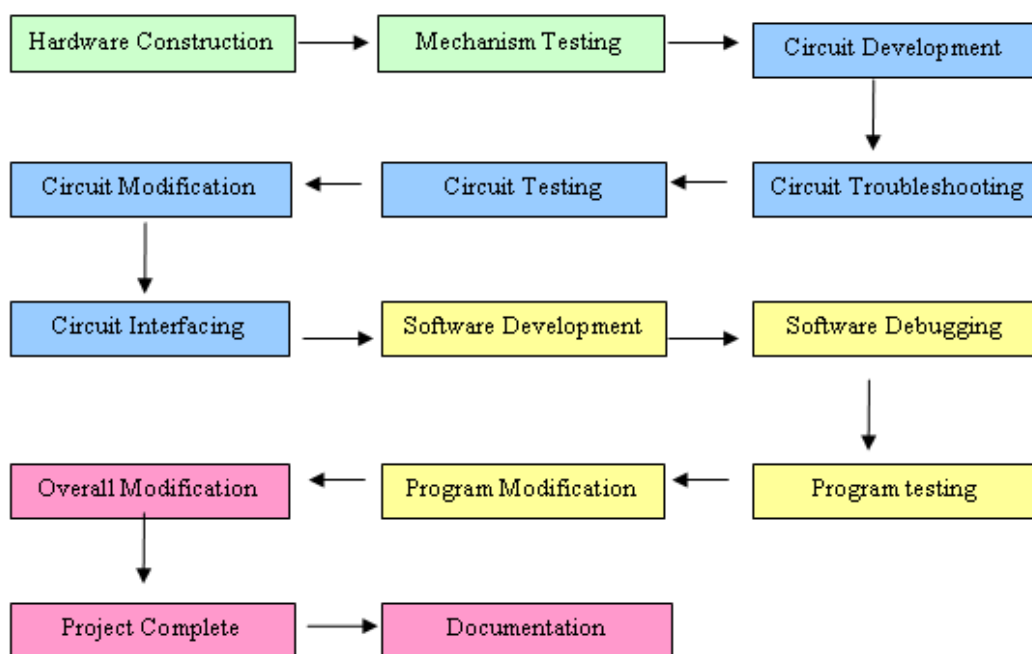 Hardware Construction
Mechanism Testing
Circuit Development
Circuit Troubleshooting
Circuit Testing
Circuit Modification
Circuit Interfacing
Software Development
Software Debugging
Program testing
Program Modification
Overall Modification
Project Complete
Documentation